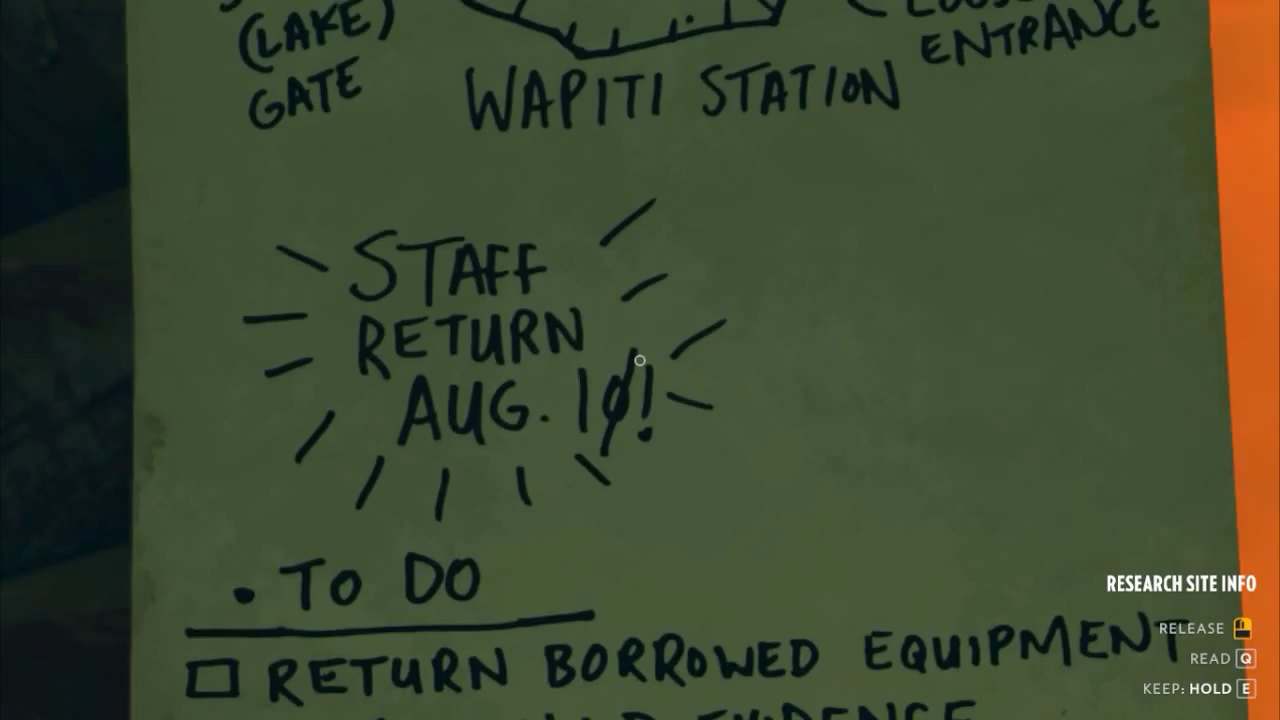 (LAKE)
GATE
ENTRANCE
WAPITI STATION
STAFF
RETURN
AUG. 10!
• TO DO
RETURN BORROWED EQUIPMENT
EVIDENCE
RESEARCH SITE INFO
RELEASE
READ Q
KEEP: HOLD E